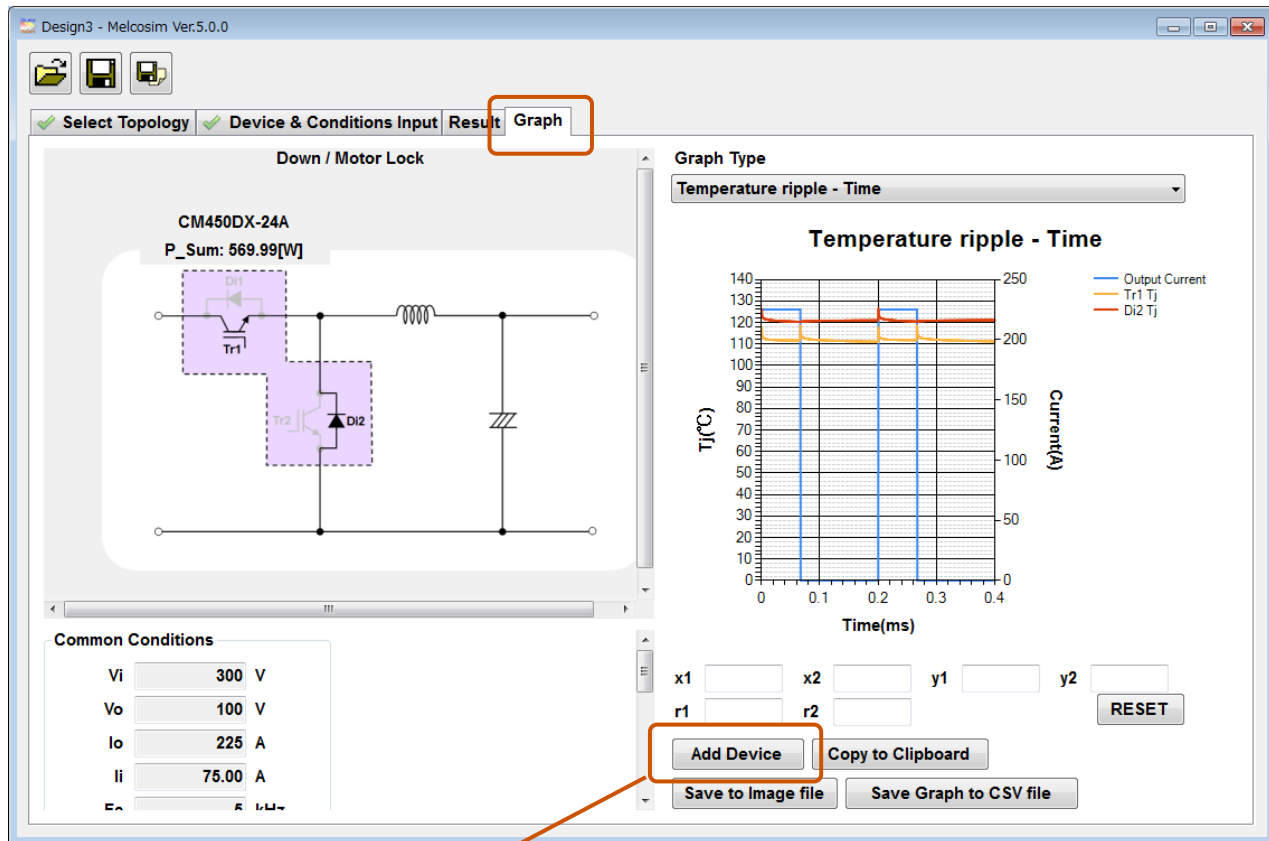 Design3 - Melcosim Ver.5.0.0
Select Topology Device & Conditions Input Result Graph
Down / Motor Lock
CM450DX-24A
P_Sum: 569.99[W]
Di1
Tr1
Tr2
Di2
Common Conditions
Vi 300 V
Vo 100 V
Io 225 A
Ii 75.00 A
Graph Type
Temperature ripple - Time
Temperature ripple - Time
140
130
120
110
100
90
80
70
60
50
40
30
20
10
0
Tj(℃)
250
200
150
100
50
0
Current(A)
0 0.1 0.2 0.3 0.4
Time(ms)
Output Current
Tr1 Tj
Di2 Tj
x1 x2 y1 y2
r1 r2 RESET
Add Device Copy to Clipboard
Save to Image file Save Graph to CSV file